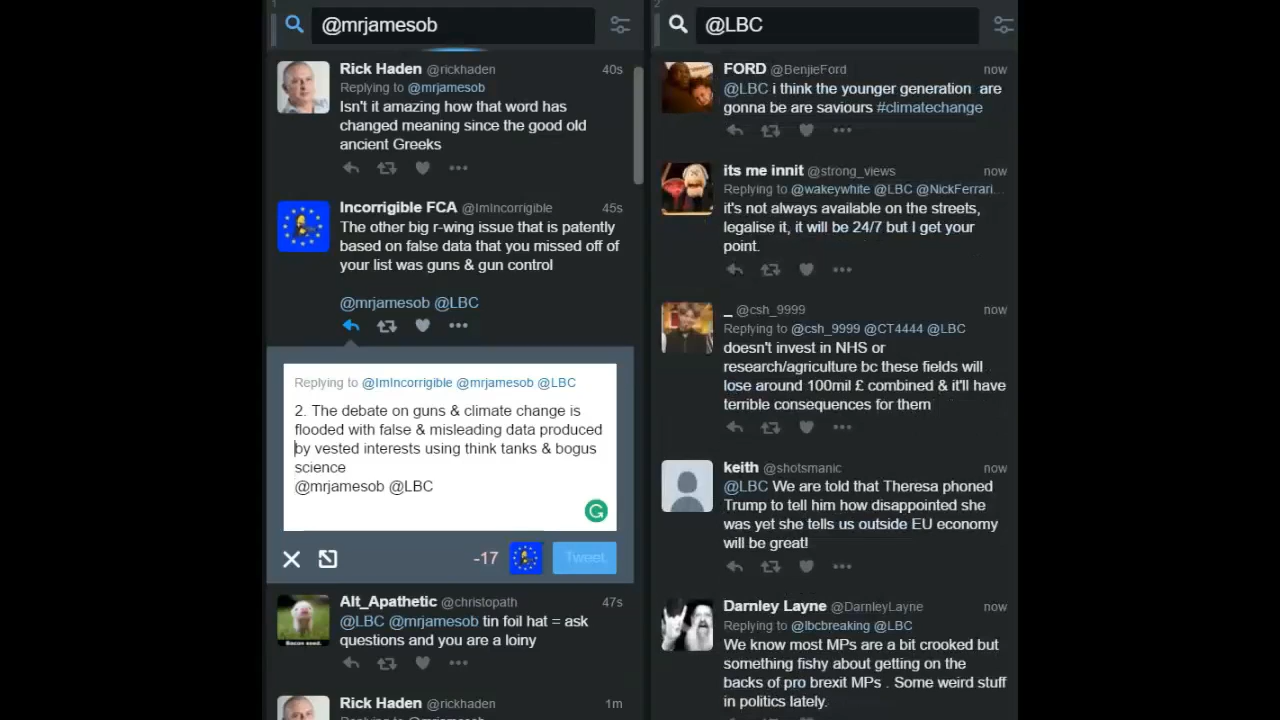 1
@mrjamesob
Rick Haden @rickhaden 40s
Replying to @mrjamesob
Isn't it amazing how that word has
changed meaning since the good old
ancient Greeks
Incorrigible FCA @ImIncorrigible 45s
The other big r-wing issue that is patently
based on false data that you missed off of
your list was guns & gun control
@mrjamesob @LBC
Replying to @ImIncorrigible @mrjamesob @LBC
2. The debate on guns & climate change is
flooded with false & misleading data produced
by vested interests using think tanks & bogus
science
@mrjamesob @LBC
-17
Tweet
Alt_Apathetic @christopath 47s
@LBC @mrjamesob tin foil hat = ask
questions and you are a loiny
Rick Haden @rickhaden 1m
Replying to @mrjamesob
2
@LBC
FORD @BenjieFord now
@LBC i think the younger generation are
gonna be are saviours #climatechange
its me innit @strong_views now
Replying to @wakeywhite @LBC @NickFerrari...
it's not always available on the streets,
legalise it, it will be 24/7 but I get your
point.
_ @csh_9999 now
Replying to @csh_9999 @CT4444 @LBC
doesn't invest in NHS or
research/agriculture bc these fields will
lose around 100mil £ combined & it'll have
terrible consequences for them
keith @shotsmanic now
@LBC We are told that Theresa phoned
Trump to tell him how disappointed she
was yet she tells us outside EU economy
will be great!
Darnley Layne @DarnleyLayne now
Replying to @lbcbreaking @LBC
We know most MPs are a bit crooked but
something fishy about getting on the
backs of pro brexit MPs . Some weird stuff
in politics lately.